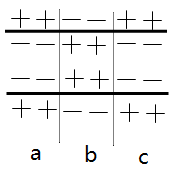 + + − − + +
− − + + − −
− − + + − −
+ + − − + +
a b c